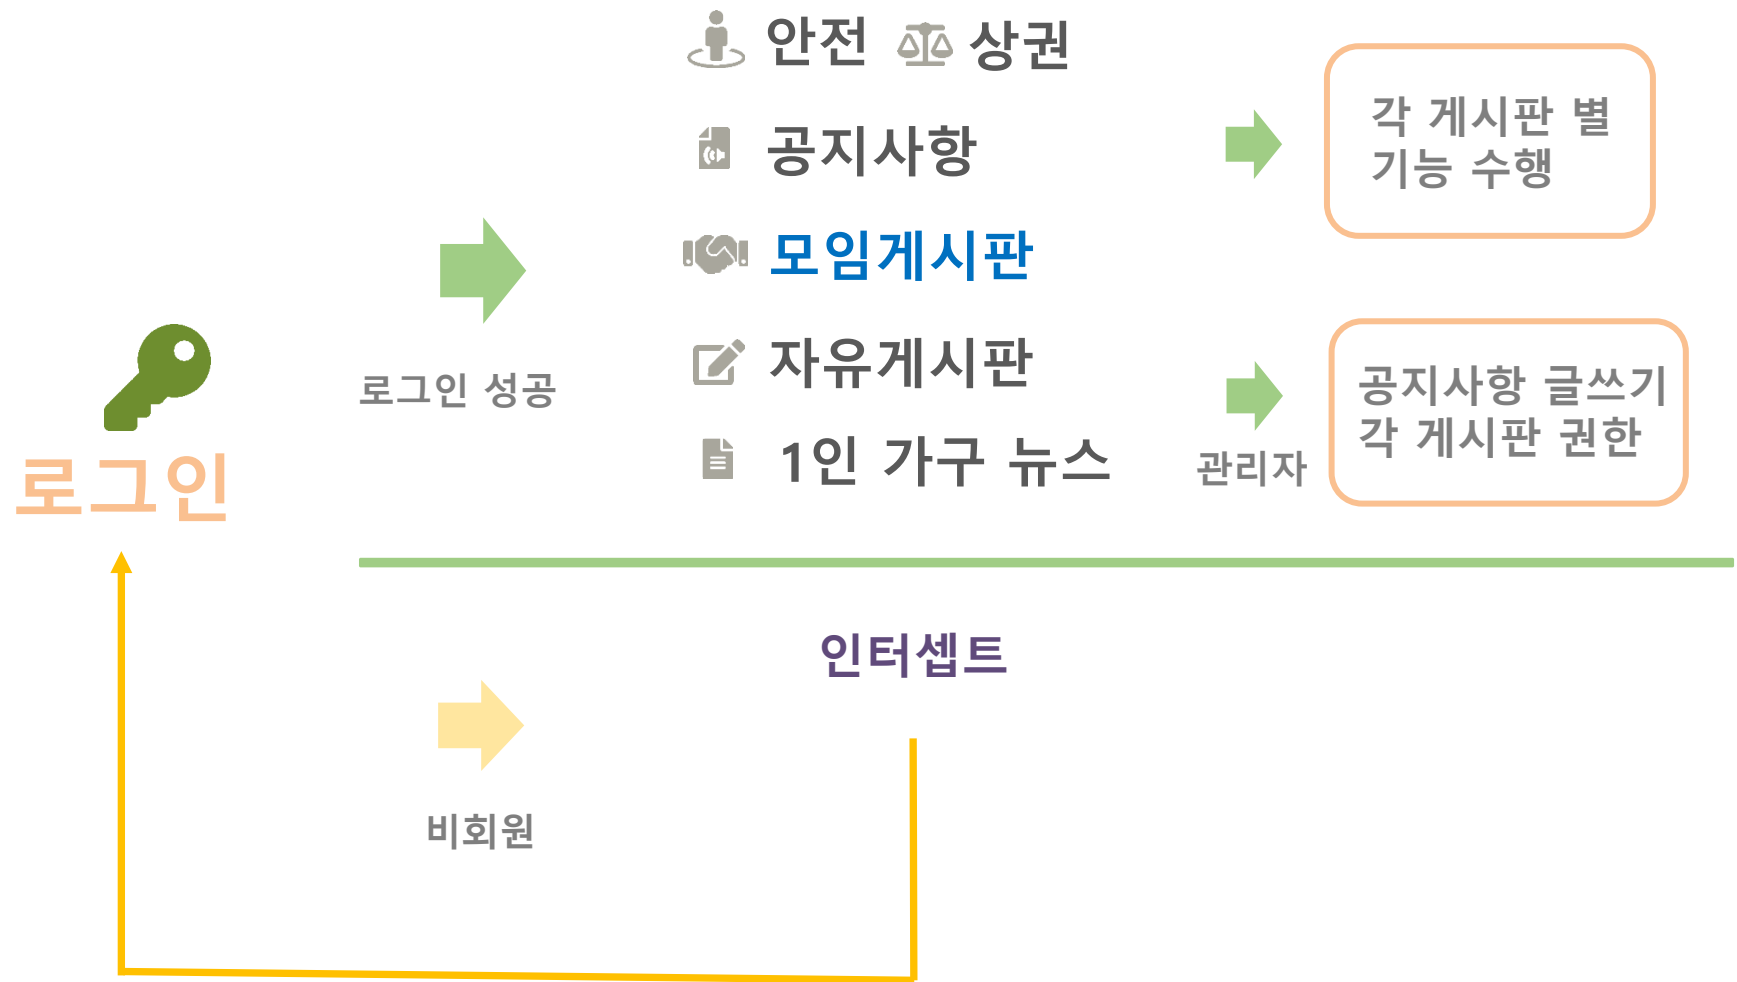 안전 상권
공지사항
모임게시판
자유게시판
1인 가구 뉴스
각 게시판 별
기능 수행
로그인 성공
로그인
관리자
공지사항 글쓰기
각 게시판 권한
인터셉트
비회원